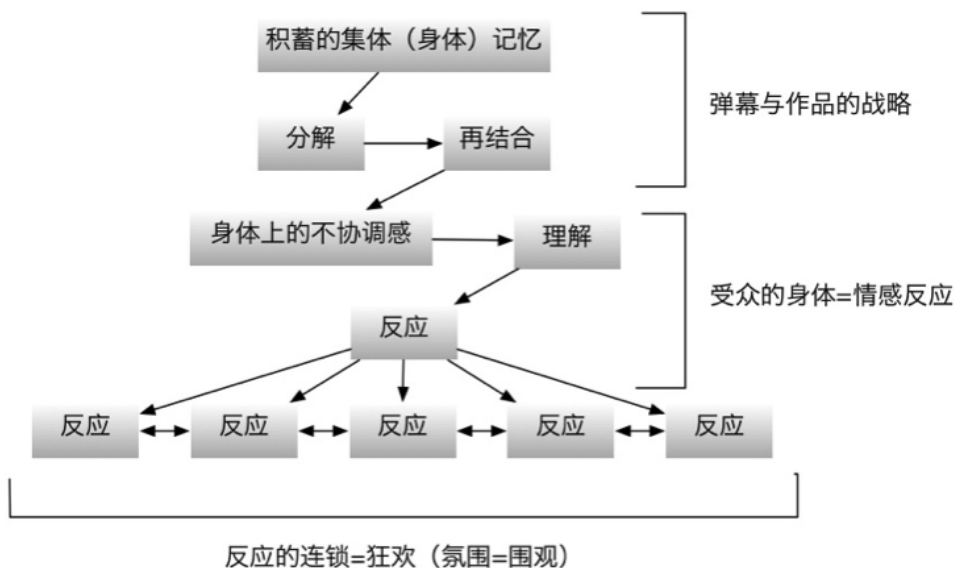 积蓄的集体（身体）记忆
弹幕与作品的战略
分解
再结合
身体上的不协调感
理解
受众的身体=情感反应
反应
反应
反应
反应
反应
反应
反应的连锁=狂欢（氛围=围观）